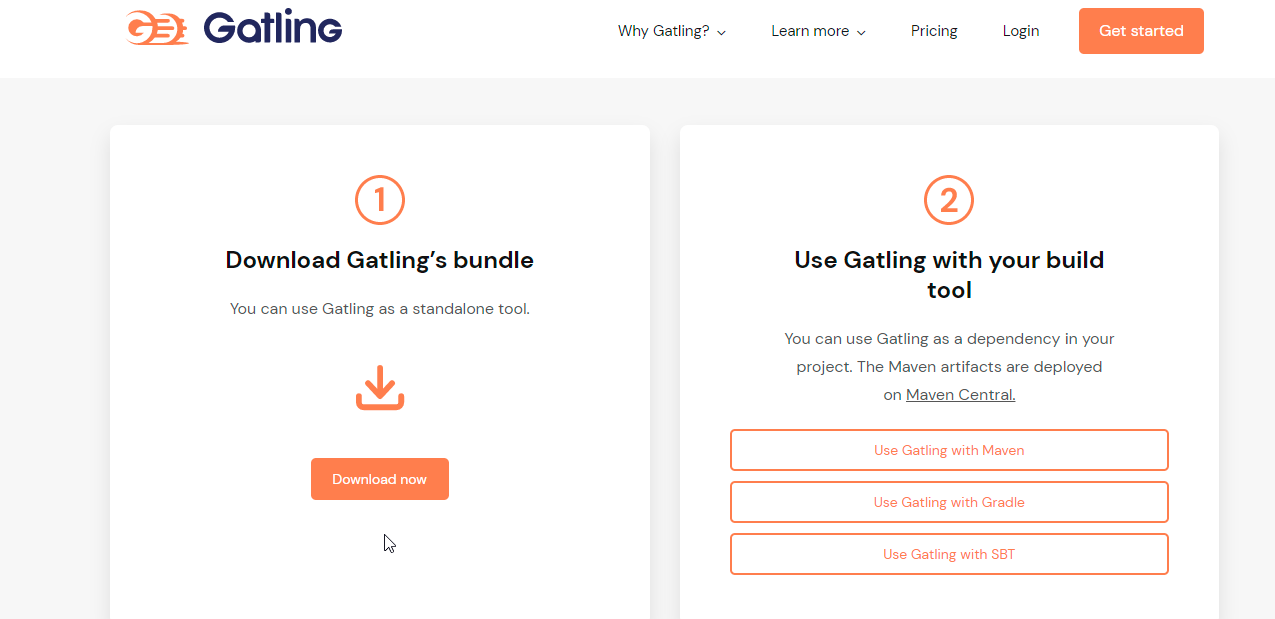 Gatling
Why Gatling?
Learn more
Pricing
Login
Get started
1
Download Gatling’s bundle
You can use Gatling as a standalone tool.
Download now
2
Use Gatling with your build
tool
You can use Gatling as a dependency in your
project. The Maven artifacts are deployed
on Maven Central.
Use Gatling with Maven
Use Gatling with Gradle
Use Gatling with SBT